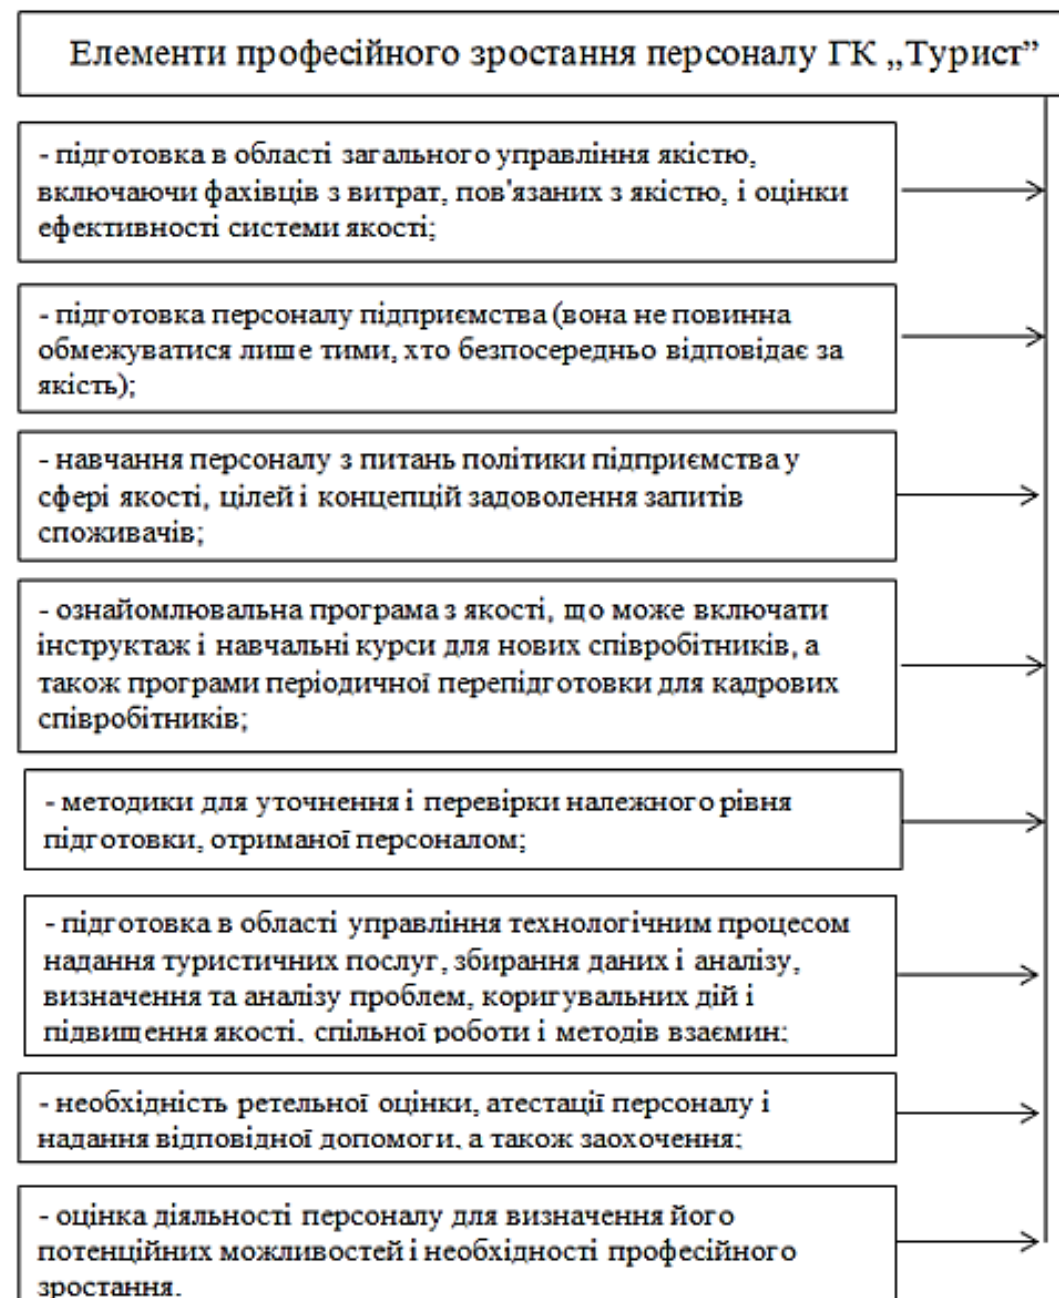 Елементи професійного зростання персоналу ГК „Турист”
- підготовка в області загального управління якістю,
включаючи фахівців з витрат, пов'язаних з якістю, і оцінки
ефективності системи якості;
- підготовка персоналу підприємства (вона не повинна
обмежуватися лише тими, хто безпосередньо відповідає за
якість);
- навчання персоналу з питань політики підприємства у
сфері якості, цілей і концепцій задоволення запитів
споживачів;
- ознайомлювальна програма з якості, що може включати
інструктаж і навчальні курси для нових співробітників, а
також програми періодичної перепідготовки для кадрових
співробітників;
- методики для уточнення і перевірки належного рівня
підготовки, отриманої персоналом;
- підготовка в області управління технологічним процесом
надання туристичних послуг, збирання даних і аналізу,
визначення та аналізу проблем, коригувальних дій і
підвищення якості, спільної роботи і методів взаємин;
- необхідність ретельної оцінки, атестації персоналу і
надання відповідної допомоги, а також заохочення;
- оцінка діяльності персоналу для визначення його
потенційних можливостей і необхідності професійного
зростання.